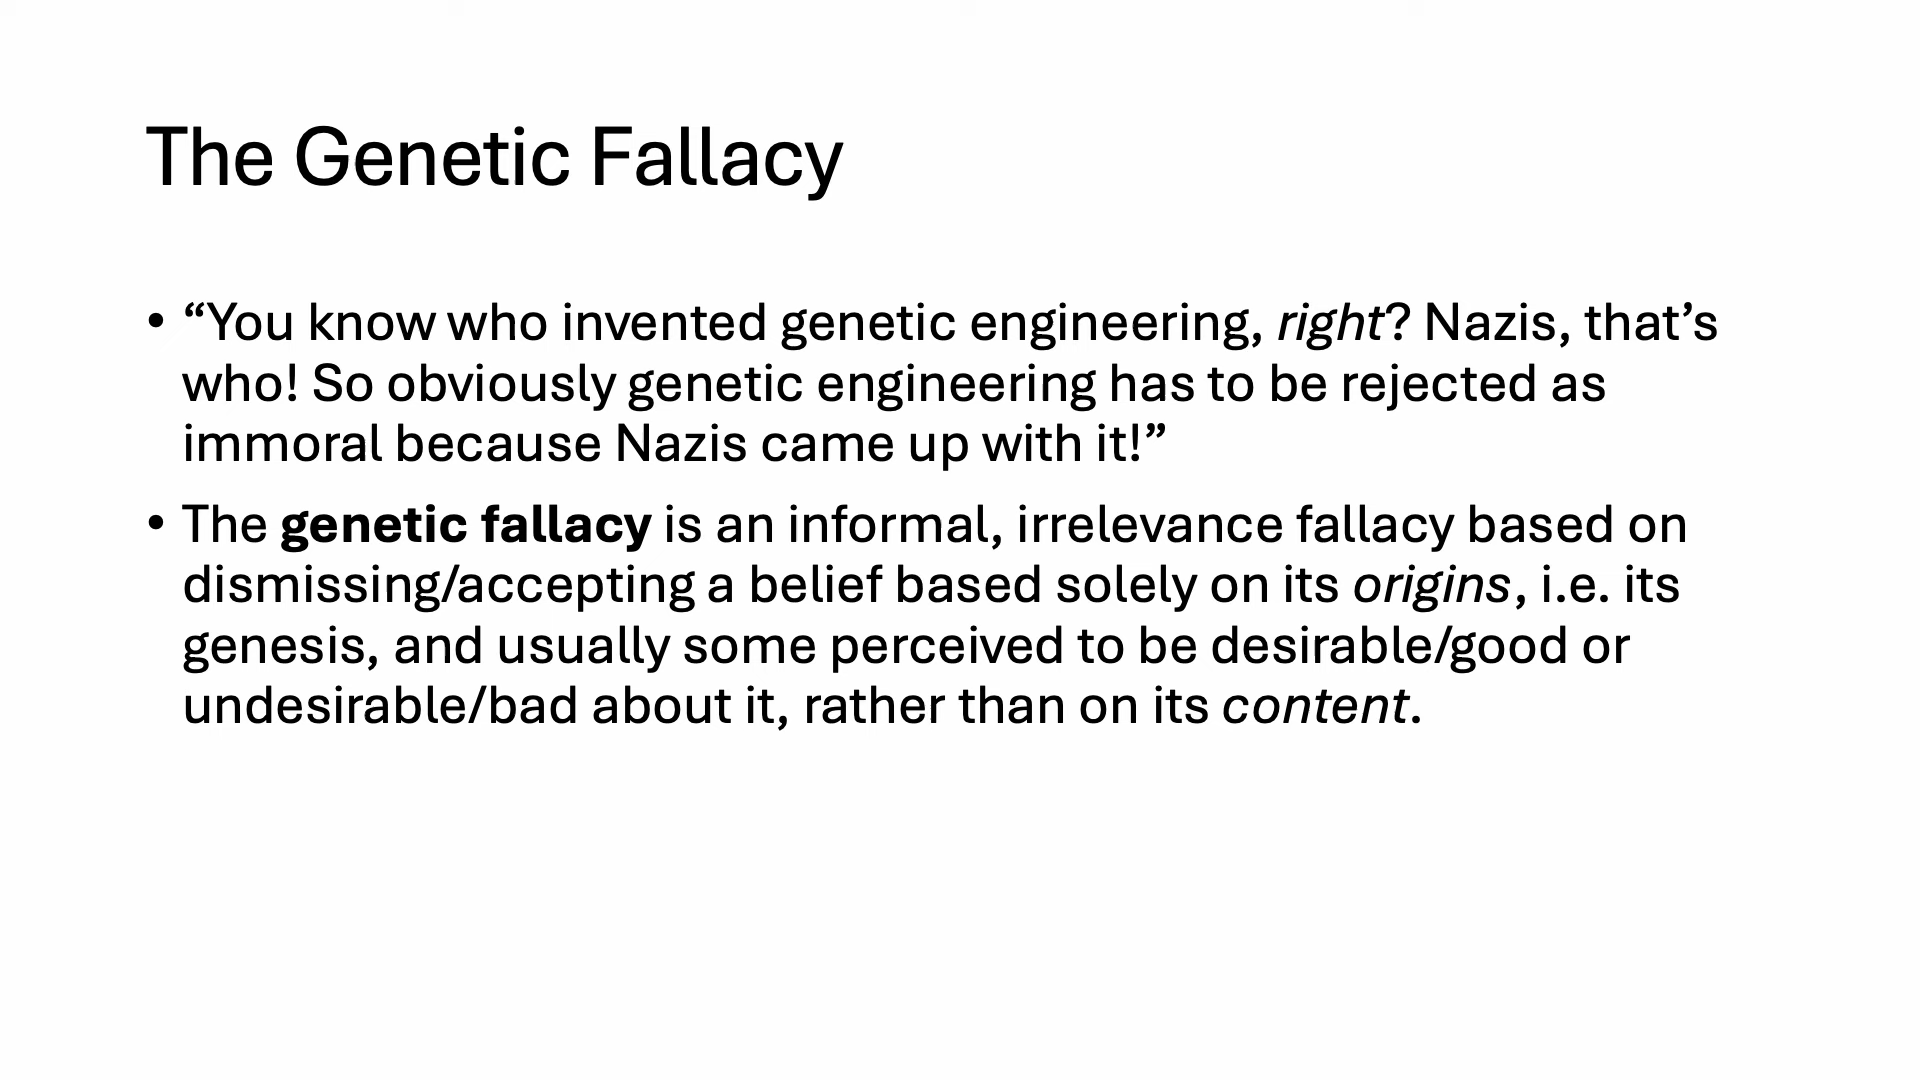 The Genetic Fallacy
• “You know who invented genetic engineering, right? Nazis, that’s
who! So obviously genetic engineering has to be rejected as
immoral because Nazis came up with it!”
• The genetic fallacy is an informal, irrelevance fallacy based on
dismissing/accepting a belief based solely on its origins, i.e. its
genesis, and usually some perceived to be desirable/good or
undesirable/bad about it, rather than on its content.